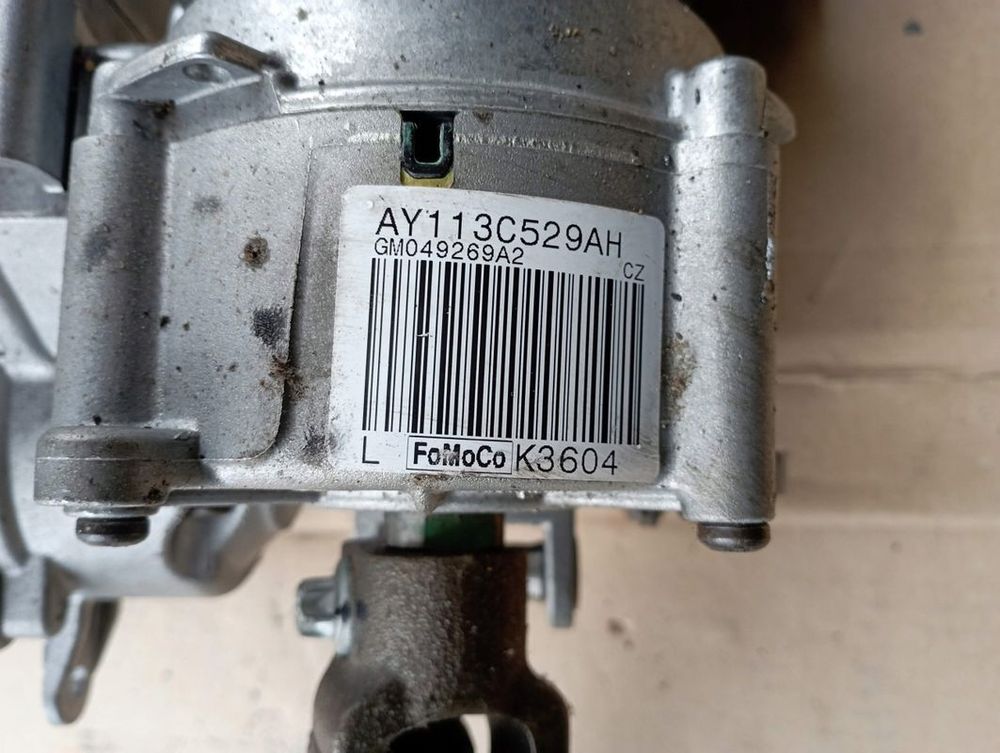 AY113C529AH
GM049269A2
CZ
L FoMoCo K3604